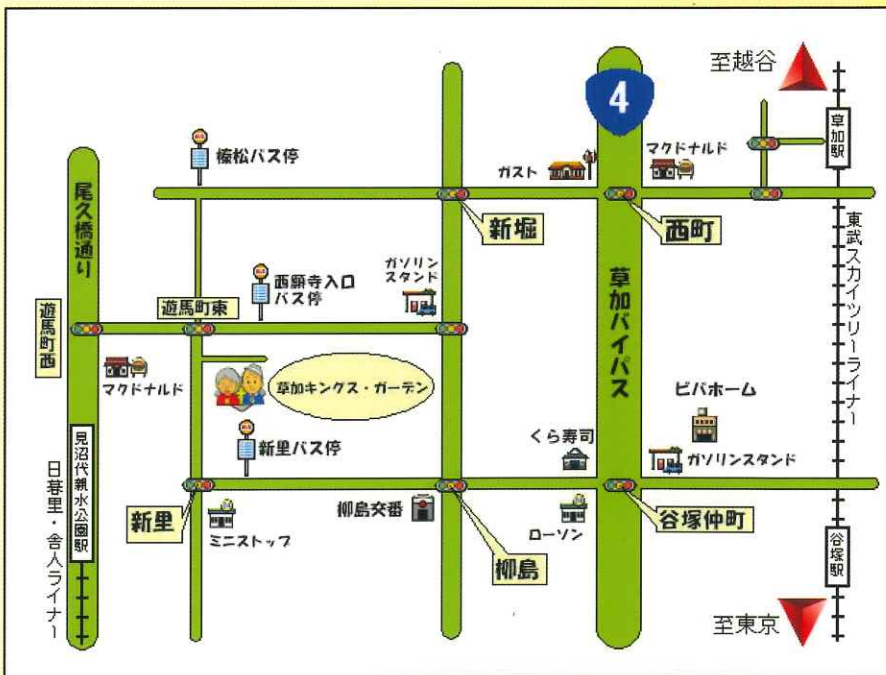 至越谷
4
草加駅
榛松バス停
ガスト
マクドナルド
尾久橋通り
新堀
西町
東武スカイツリーライナー
西願寺入口
バス停
ガソリン
スタンド
遊馬町東
遊馬町西
草加バイパス
マクドナルド
草加キングス・ガーデン
ビバホーム
見沼代親水公園駅
日暮里・舎人ライナー
新里バス停
くら寿司
ガソリンスタンド
新里
ミニストップ
柳島交番
柳島
ローソン
谷塚仲町
谷塚駅
至東京